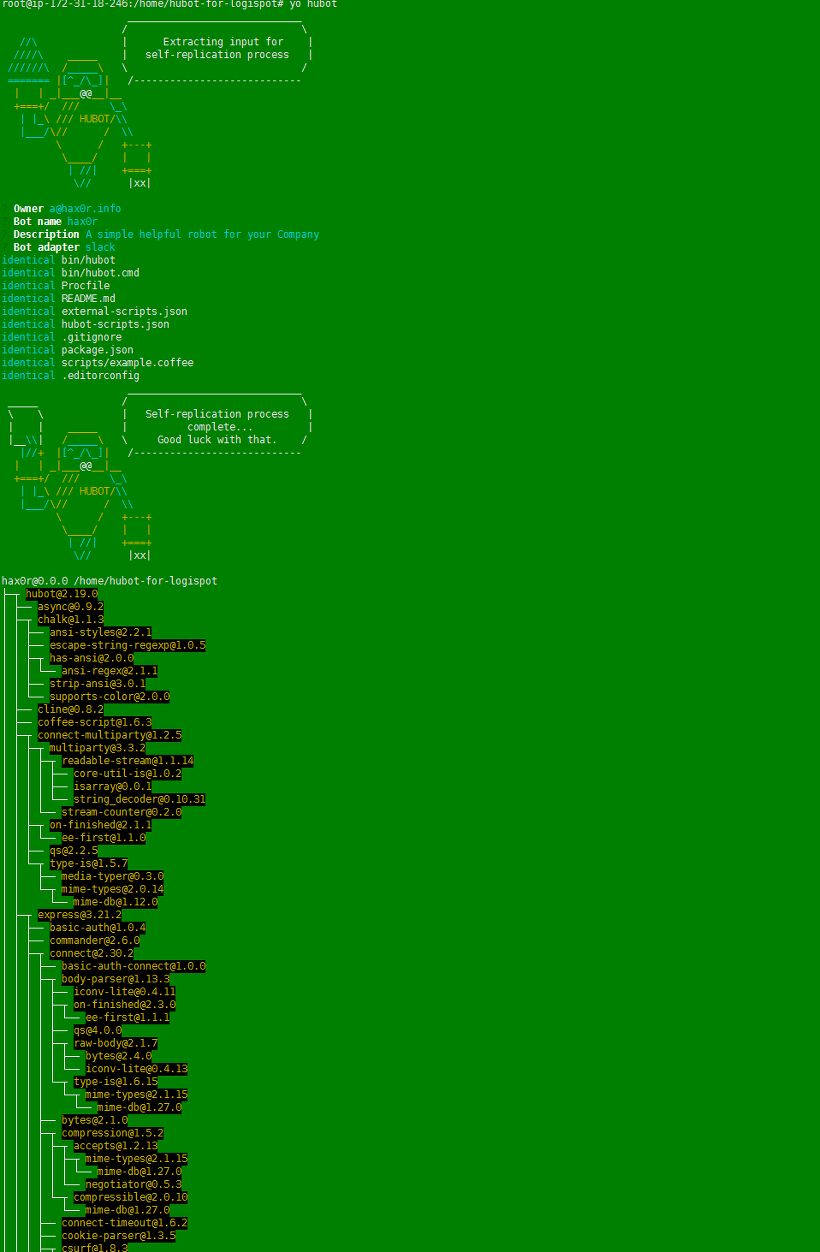 root@ip-172-31-18-246:/home/hubot-for-logispot# yo hubot
                     _____________________________
                    /                             \
   //\              |      Extracting input for    |
  ////\    _____    |   self-replication process   |
 //////\  /_____\   \                             /
 ======= |[^_/\_]|   /----------------------------
  |   | _|___@@__|__
  +===+/  ///     \_\
   | |_\ /// HUBOT/\\
   |___/\//      /  \\
         \      /   +---+
          \____/    |   |
           | //|    +===+
            \//      |xx|
? Owner a@hax0r.info
? Bot name hax0r
? Description A simple helpful robot for your Company
? Bot adapter slack
identical bin/hubot
identical bin/hubot.cmd
identical Procfile
identical README.md
identical external-scripts.json
identical hubot-scripts.json
identical .gitignore
identical package.json
identical scripts/example.coffee
identical .editorconfig
                     _____________________________
 _____              /                             \
 \    \             |   Self-replication process   |
 |    |    _____    |          complete...         |
 |__\\|   /_____\   \     Good luck with that.    /
   |//+  |[^_/\_]|   /----------------------------
  |   | _|___@@__|__
  +===+/  ///     \_\
   | |_\ /// HUBOT/\\
   |___/\//      /  \\
         \      /   +---+
          \____/    |   |
           | //|    +===+
            \//      |xx|
hax0r@0.0.0 /home/hubot-for-logispot
├─┬ hubot@2.19.0
│ ├── async@0.9.2
│ ├─┬ chalk@1.1.3
│ │ ├── ansi-styles@2.2.1
│ │ ├── escape-string-regexp@1.0.5
│ │ ├─┬ has-ansi@2.0.0
│ │ │ └── ansi-regex@2.1.1
│ │ ├── strip-ansi@3.0.1
│ │ └── supports-color@2.0.0
│ ├── cline@0.8.2
│ ├── coffee-script@1.6.3
│ ├─┬ connect-multiparty@1.2.5
│ │ ├─┬ multiparty@3.3.2
│ │ │ ├─┬ readable-stream@1.1.14
│ │ │ │ ├── core-util-is@1.0.2
│ │ │ │ ├── isarray@0.0.1
│ │ │ │ └── string_decoder@0.10.31
│ │ │ └── stream-counter@0.2.0
│ │ ├─┬ on-finished@2.1.1
│ │ │ └── ee-first@1.1.0
│ │ ├── qs@2.2.5
│ │ └─┬ type-is@1.5.7
│ │   ├── media-typer@0.3.0
│ │   └─┬ mime-types@2.0.14
│ │     └── mime-db@1.12.0
│ ├─┬ express@3.21.2
│ │ ├── basic-auth@1.0.4
│ │ ├── commander@2.6.0
│ │ ├─┬ connect@2.30.2
│ │ │ ├── basic-auth-connect@1.0.0
│ │ │ ├─┬ body-parser@1.13.3
│ │ │ │ ├── iconv-lite@0.4.11
│ │ │ │ ├─┬ on-finished@2.3.0
│ │ │ │ │ └── ee-first@1.1.1
│ │ │ │ ├── qs@4.0.0
│ │ │ │ ├─┬ raw-body@2.1.7
│ │ │ │ │ ├── bytes@2.4.0
│ │ │ │ │ └── iconv-lite@0.4.13
│ │ │ │ └─┬ type-is@1.6.15
│ │ │ │   └─┬ mime-types@2.1.15
│ │ │ │     └── mime-db@1.27.0
│ │ │ ├── bytes@2.1.0
│ │ │ ├─┬ compression@1.5.2
│ │ │ │ ├─┬ accepts@1.2.13
│ │ │ │ │ ├─┬ mime-types@2.1.15
│ │ │ │ │ │ └── mime-db@1.27.0
│ │ │ │ │ └── negotiator@0.5.3
│ │ │ │ └─┬ compressible@2.0.10
│ │ │ │   └── mime-db@1.27.0
│ │ │ ├── connect-timeout@1.6.2
│ │ │ ├── cookie-parser@1.3.5
│ │ │ ├─┬ csurf@1.8.3